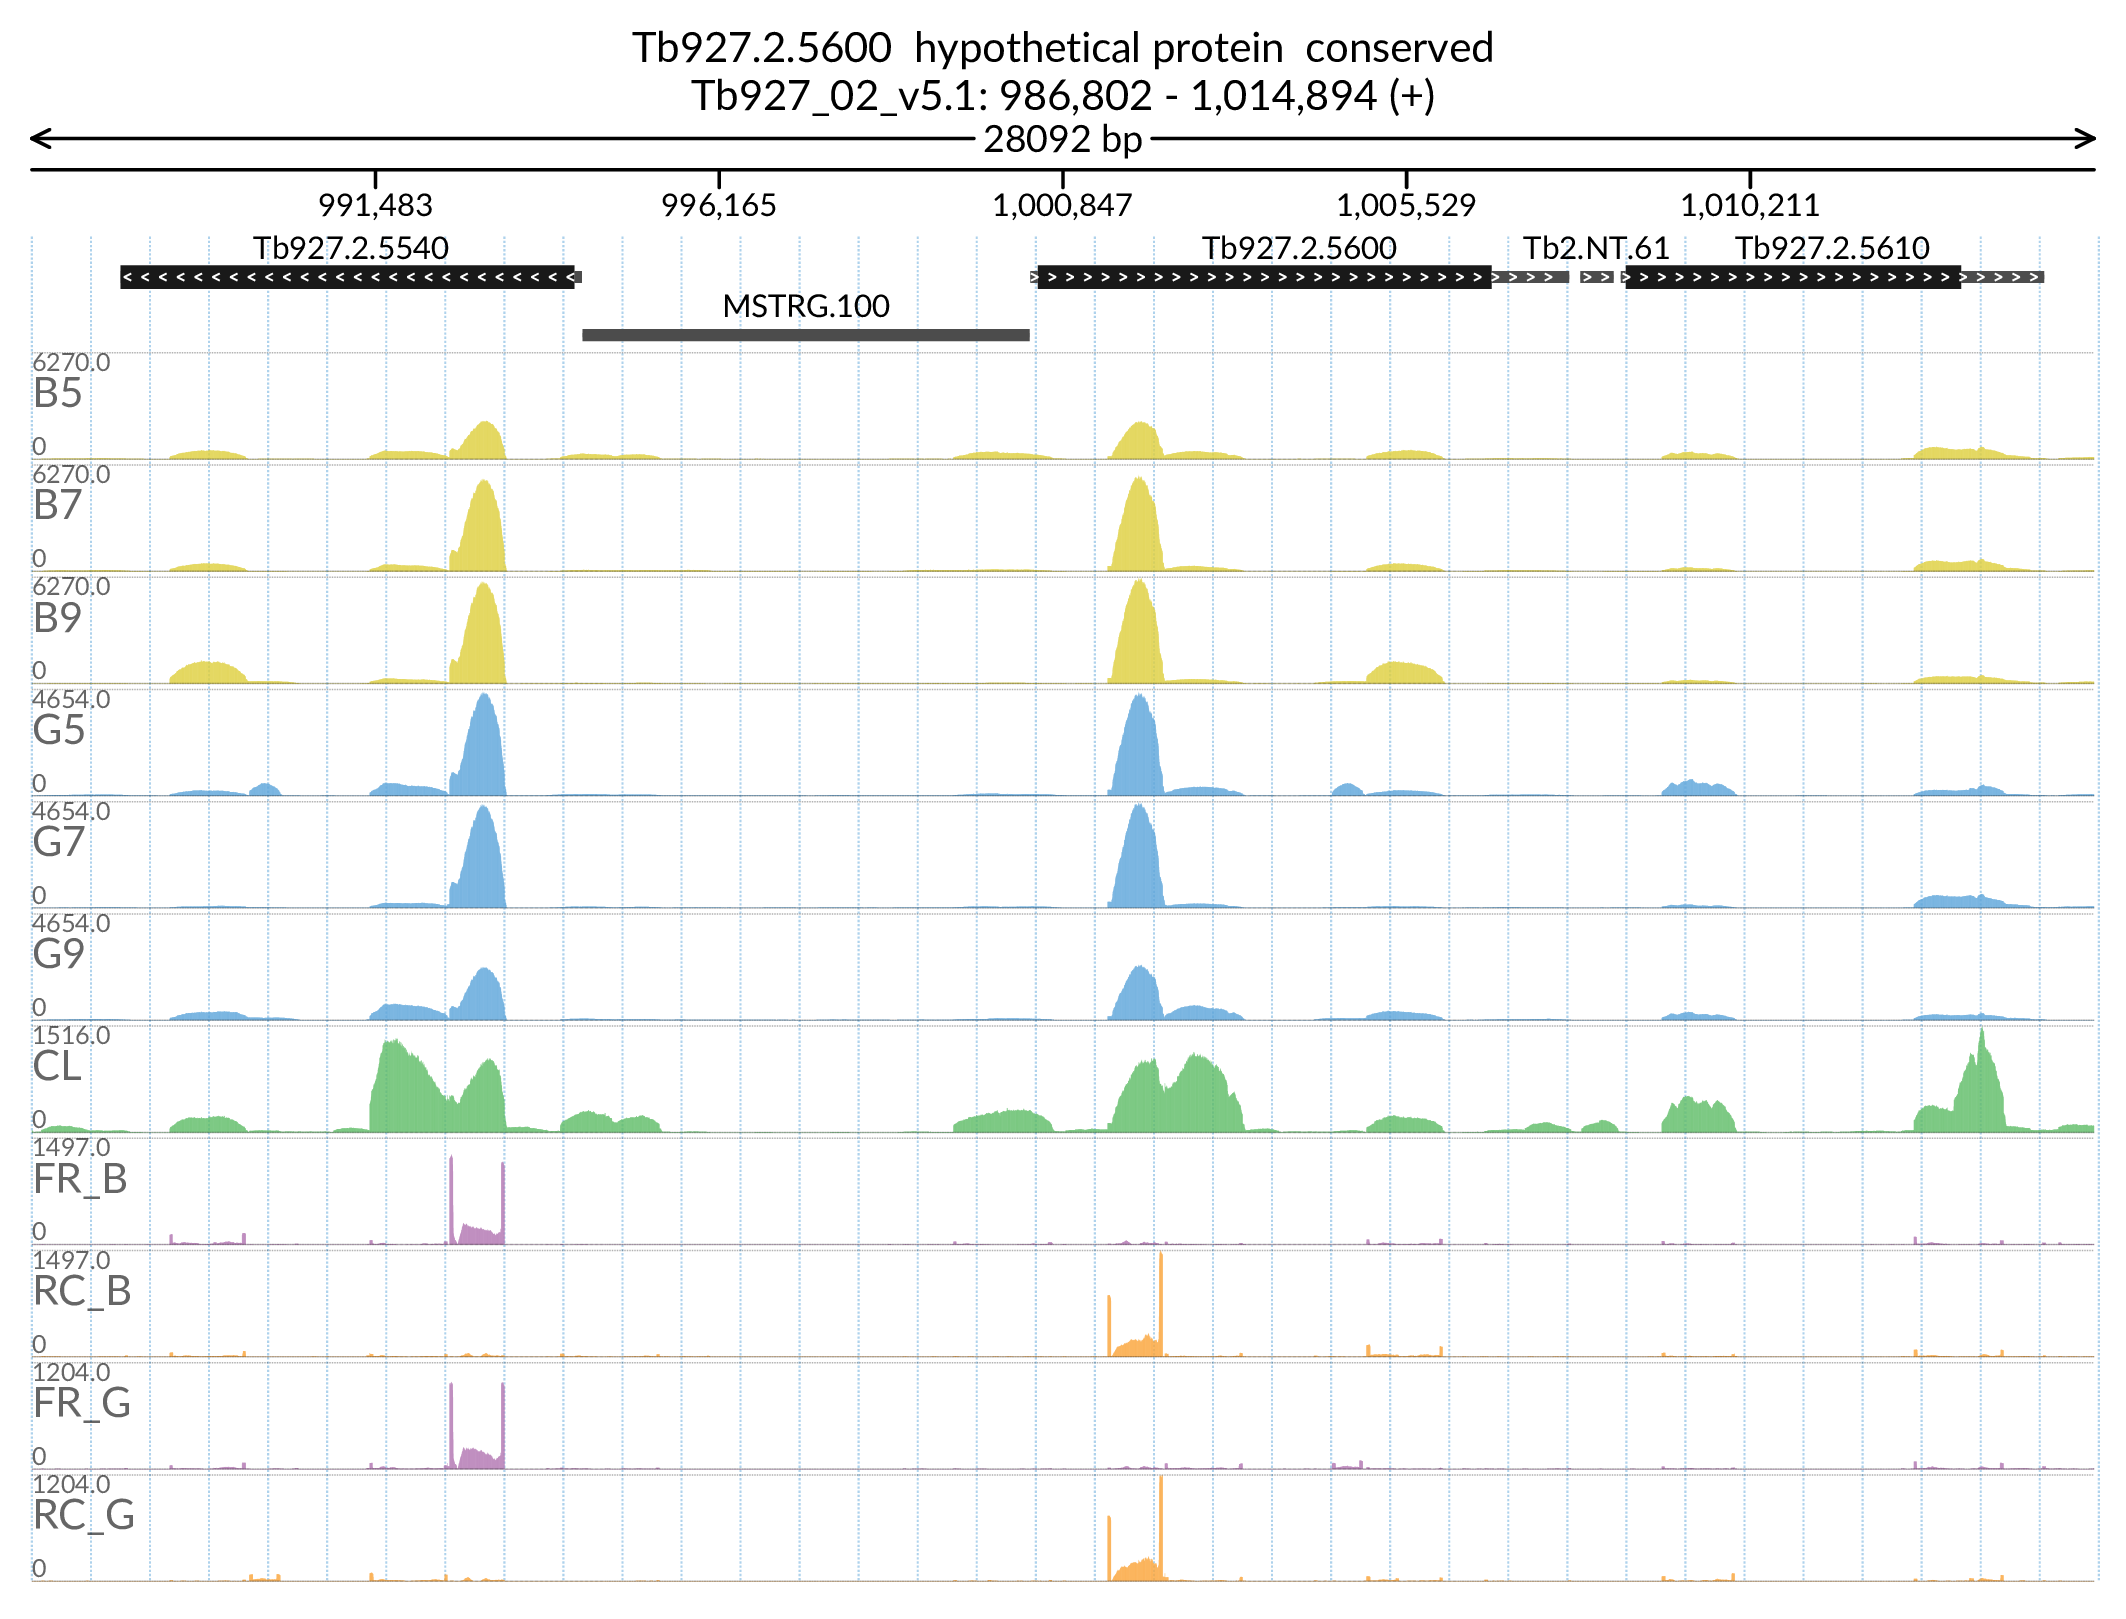 Tb927.2.5600 hypothetical protein conserved
Tb927_02_v5.1: 986,802 - 1,014,894 (+)
28092 bp
991,483 996,165 1,000,847 1,005,529 1,010,211
Tb927.2.5540 Tb927.2.5600 Tb2.NT.61 Tb927.2.5610
MSTRG.100
6270.0
B5
0
6270.0
B7
0
6270.0
B9
0
4654.0
G5
0
4654.0
G7
0
4654.0
G9
0
1516.0
CL
0
1497.0
FR_B
0
1497.0
RC_B
0
1204.0
FR_G
0
1204.0
RC_G
0